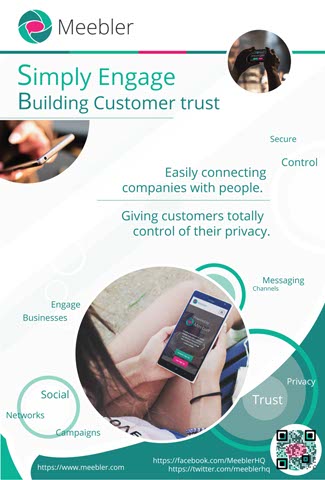 Meebler
Simply Engage
Building Customer trust
Secure
Control
Easily connecting
companies with people.
Giving customers totally
control of their privacy.
Messaging
Channels
Engage
Businesses
Privacy
Trust
Social
Networks
Campaigns
https://www.meebler.com
https://facebook.com/MeeblerHQ
https://twitter.com/meeblerhq